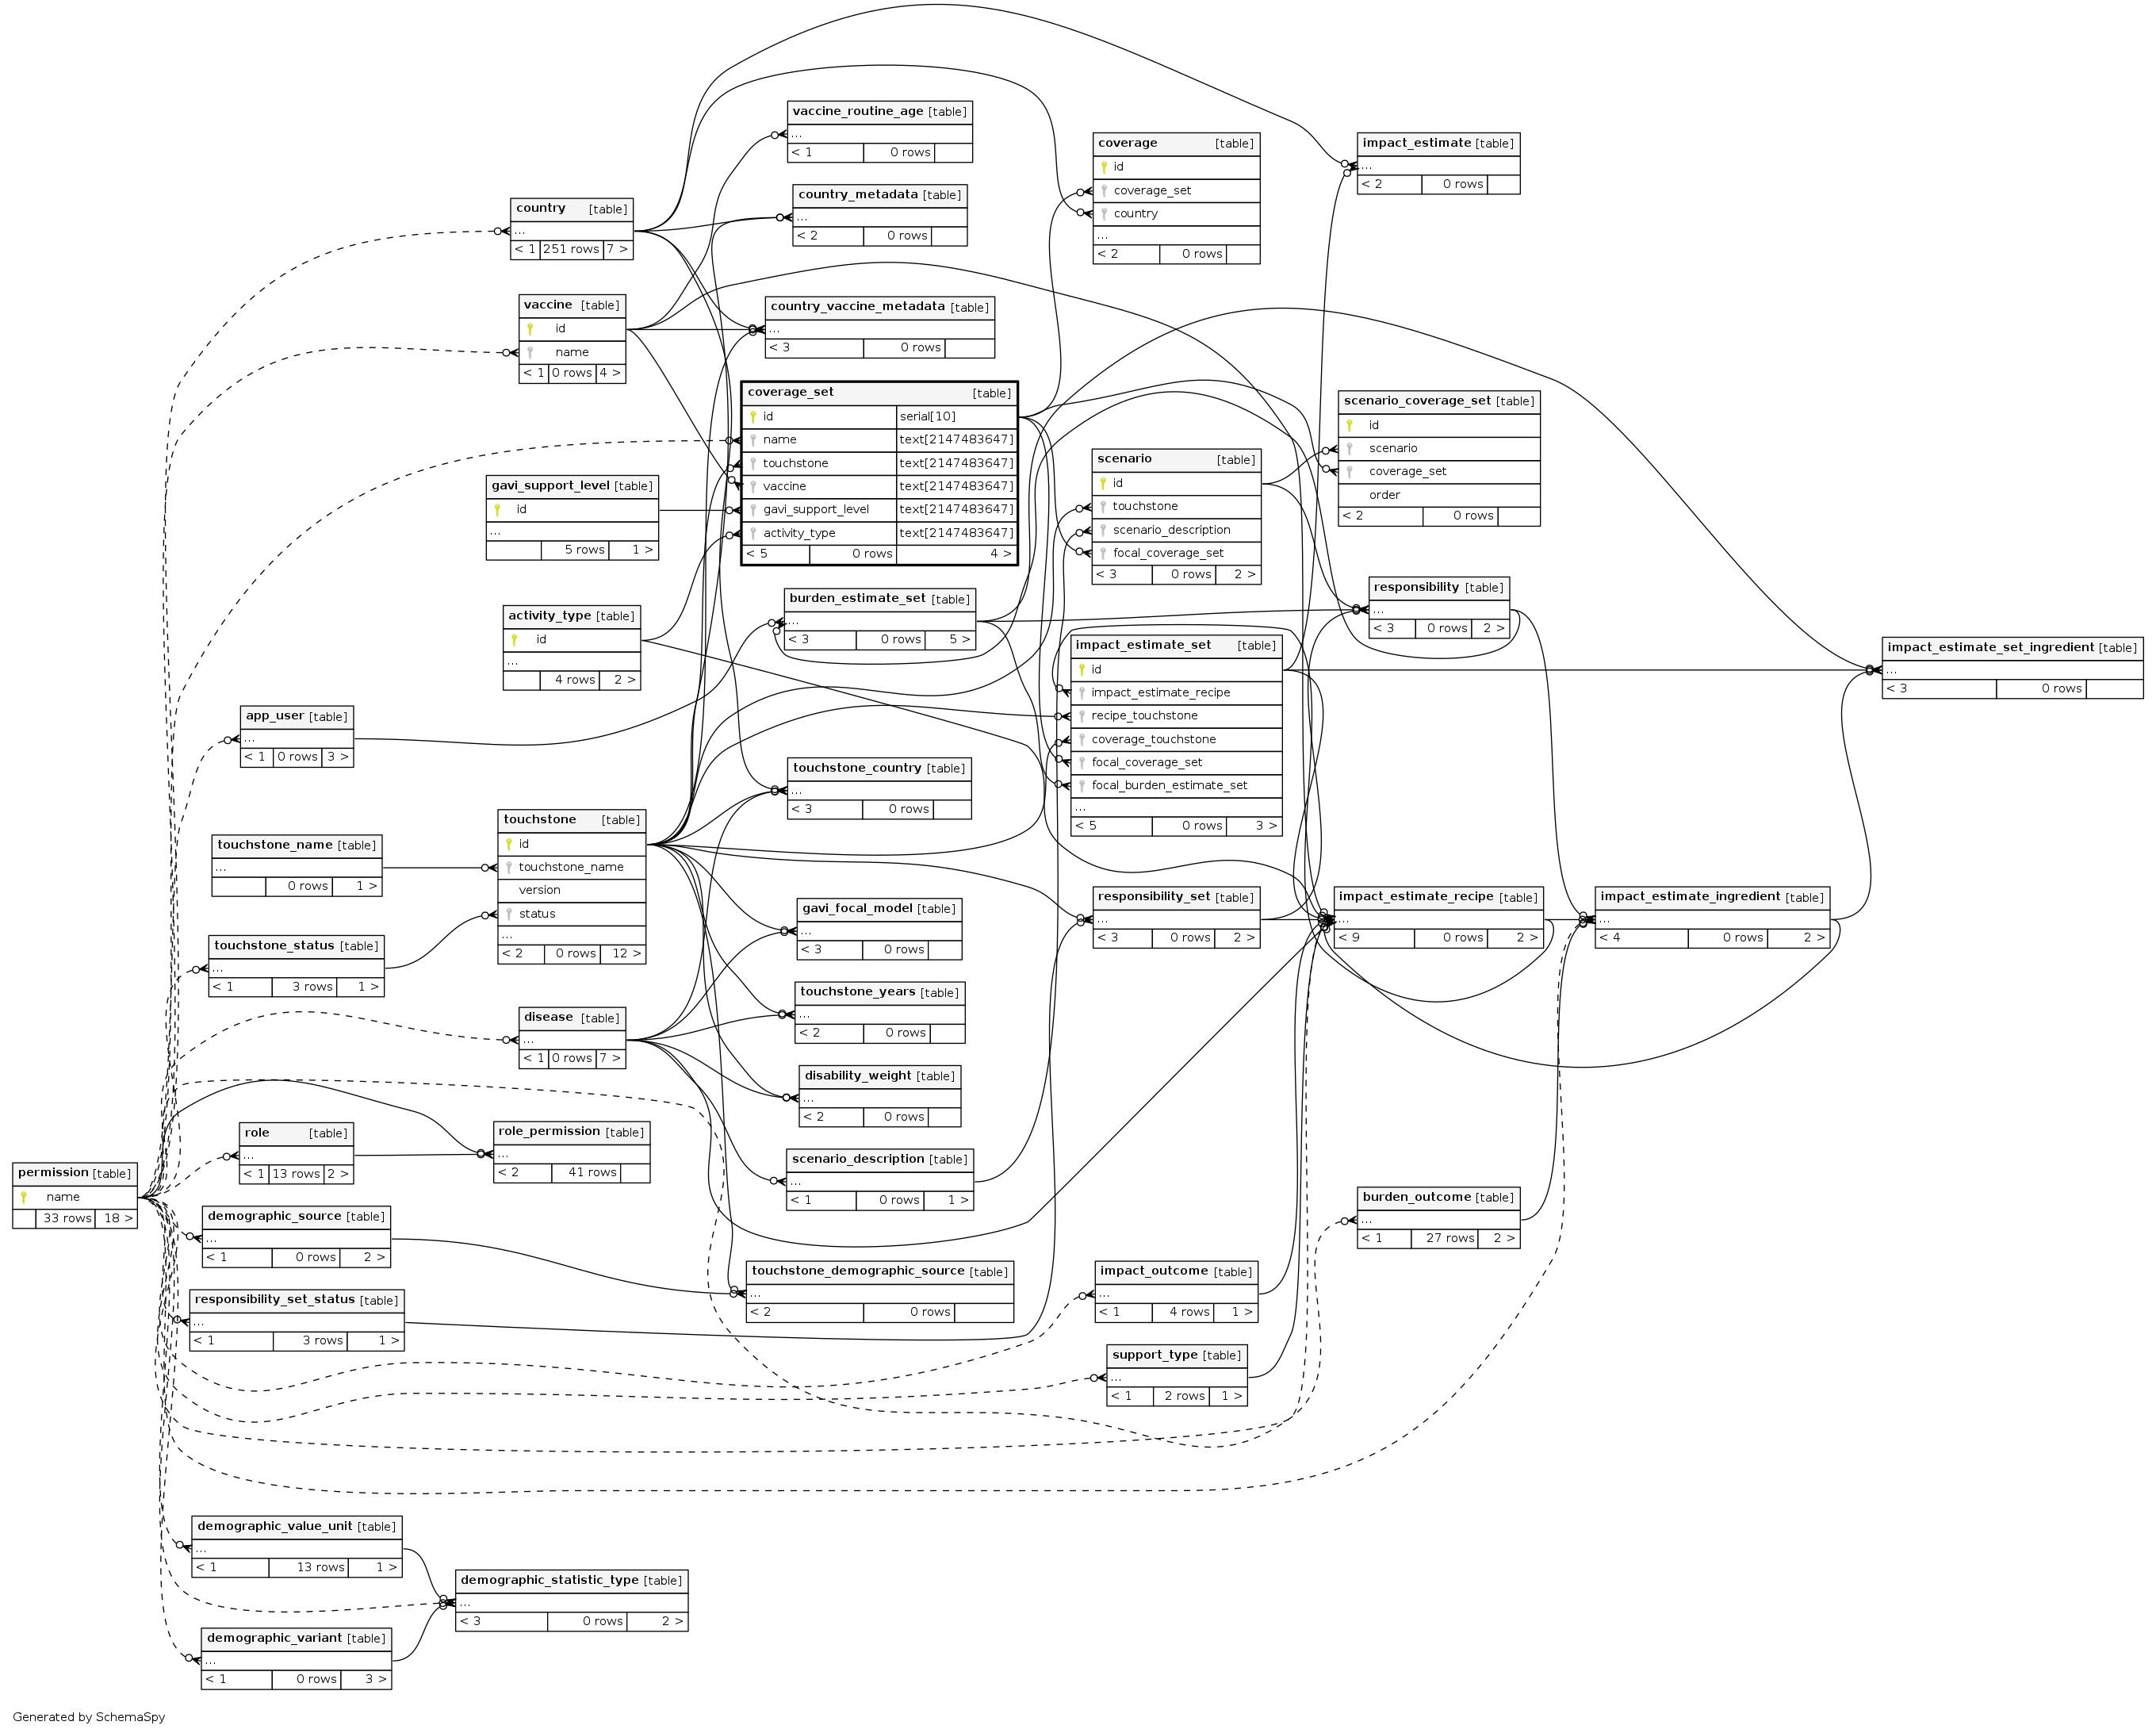 vaccine_routine_age [table]
...
< 1 0 rows
coverage [table]
id
coverage_set
country
...
< 2 0 rows
impact_estimate [table]
...
< 2 0 rows
country_metadata [table]
...
< 2 0 rows
country [table]
...
< 1 251 rows 7 >
vaccine [table]
id
name
< 1 0 rows 4 >
country_vaccine_metadata [table]
...
< 3 0 rows
coverage_set [table]
id serial[10]
name text[2147483647]
touchstone text[2147483647]
vaccine text[2147483647]
gavi_support_level text[2147483647]
activity_type text[2147483647]
< 5 0 rows 4 >
scenario_coverage_set [table]
id
scenario
coverage_set
order
< 2 0 rows
scenario [table]
id
touchstone
scenario_description
focal_coverage_set
< 3 0 rows 2 >
gavi_support_level [table]
id
...
5 rows 1 >
responsibility [table]
...
< 3 0 rows 2 >
burden_estimate_set [table]
...
< 3 0 rows 5 >
activity_type [table]
id
...
4 rows 2 >
impact_estimate_set [table]
id
impact_estimate_recipe
recipe_touchstone
coverage_touchstone
focal_coverage_set
focal_burden_estimate_set
...
< 5 0 rows 3 >
impact_estimate_set_ingredient [table]
...
< 3 0 rows
app_user [table]
...
< 1 0 rows 3 >
touchstone_country [table]
...
< 3 0 rows
touchstone [table]
id
touchstone_name
version
status
...
< 2 0 rows 12 >
touchstone_name [table]
...
0 rows 1 >
responsibility_set [table]
...
< 3 0 rows 2 >
impact_estimate_recipe [table]
...
< 9 0 rows 2 >
impact_estimate_ingredient [table]
...
< 4 0 rows 2 >
gavi_focal_model [table]
...
< 3 0 rows
touchstone_status [table]
...
< 1 3 rows 1 >
touchstone_years [table]
...
< 2 0 rows
disease [table]
...
< 1 0 rows 7 >
disability_weight [table]
...
< 2 0 rows
role [table]
...
< 1 13 rows 2 >
role_permission [table]
...
< 2 41 rows
scenario_description [table]
...
< 1 0 rows 1 >
permission [table]
name
33 rows 18 >
burden_outcome [table]
...
< 1 27 rows 2 >
demographic_source [table]
...
< 1 0 rows 2 >
touchstone_demographic_source [table]
...
< 2 0 rows
impact_outcome [table]
...
< 1 4 rows 1 >
responsibility_set_status [table]
...
< 1 3 rows 1 >
support_type [table]
...
< 1 2 rows 1 >
demographic_value_unit [table]
...
< 1 13 rows 1 >
demographic_statistic_type [table]
...
< 3 0 rows 2 >
demographic_variant [table]
...
< 1 0 rows 3 >
Generated by SchemaSpy